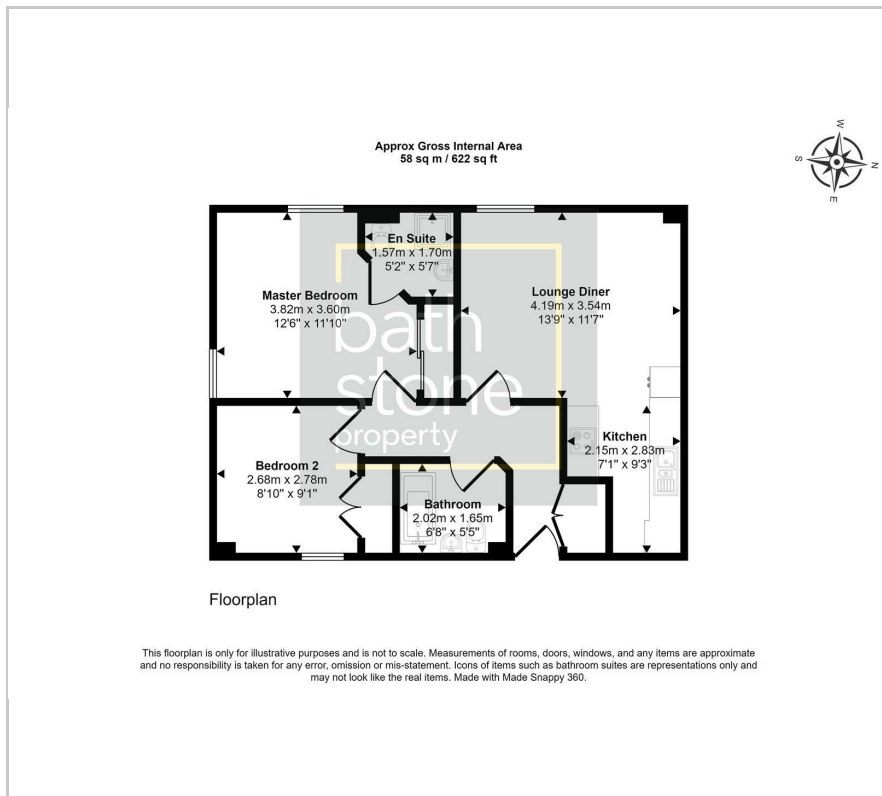 Approx Gross Internal Area
58 sq m / 622 sq ft
W
S
N
E
En Suite
1.57m x 1.70m
5'2" x 5'7"
Master Bedroom
3.82m x 3.60m
12'6" x 11'10"
Lounge Diner
4.19m x 3.54m
13'9" x 11'7"
bath
stone
property
Kitchen
2.15m x 2.83m
7'1" x 9'3"
Bedroom 2
2.68m x 2.78m
8'10" x 9'1"
Bathroom
2.02m x 1.65m
6'8" x 5'5"
Floorplan
This floorplan is only for illustrative purposes and is not to scale. Measurements of rooms, doors, windows, and any items are approximate
and no responsibility is taken for any error, omission or mis-statement. Icons of items such as bathroom suites are representations only and
may not look like the real items. Made with Made Snappy 360.